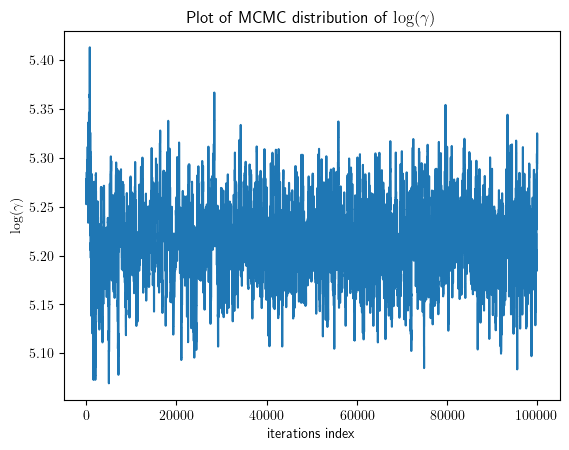 Plot of MCMC distribution of log(γ)
5.40
5.35
5.30
5.25
5.20
5.15
5.10
log(γ)
0 20000 40000 60000 80000 100000
iterations index